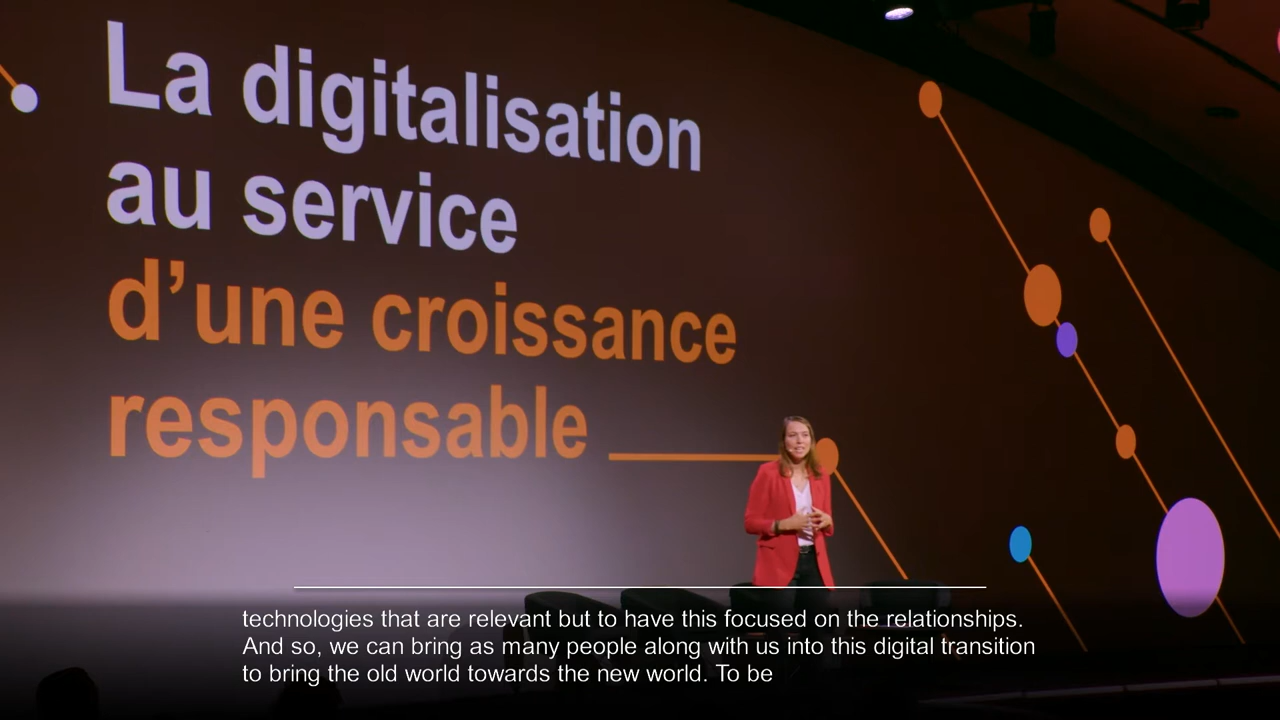 La digitalisation
au service
d’une croissance
responsable
technologies that are relevant but to have this focused on the relationships.
And so, we can bring as many people along with us into this digital transition
to bring the old world towards the new world. To be